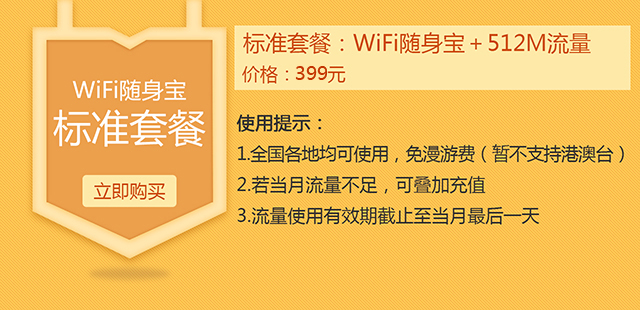 WiFi随身宝
标准套餐
立即购买
标准套餐：WiFi随身宝＋512M流量
价格：399元
使用提示：
1.全国各地均可使用，免漫游费（暂不支持港澳台）
2.若当月流量不足，可叠加充值
3.流量使用有效期截止至当月最后一天